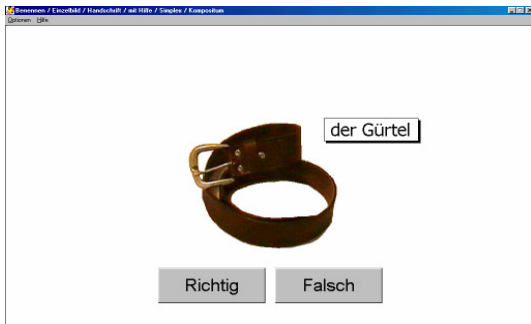 Benennen / Einzelbild / Handschrift / mit Hilfe / Simplex / Kompositum
Optionen Hilfe
der Gürtel
Richtig Falsch